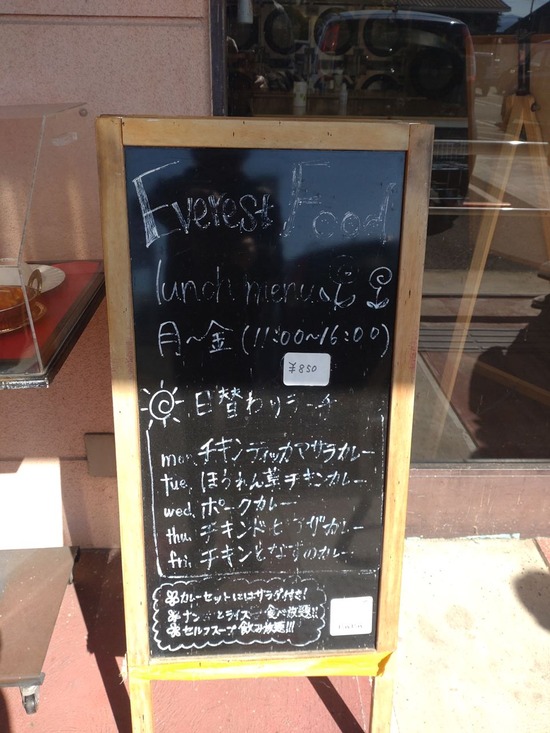 Everest Food
lunch menu
月～金(11:00～16:00)
¥850
日替わりランチ
mon. チキンティッカマサラカレー
tue. ほうれん草チキンカレー
wed. ポークカレー
thu. チキンドピアザカレー
fri. チキンとなすのカレー
カレーセットにはサラダ付き!
ナン とライス 食べ放題!!
セルフスープ飲み放題!!!